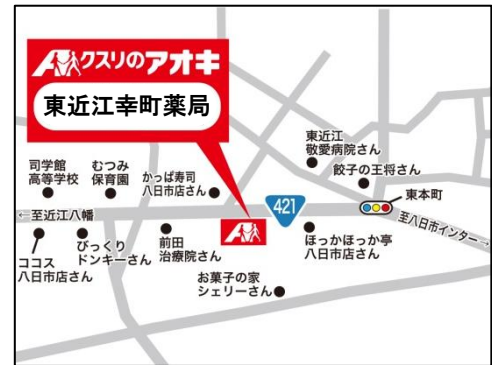 クスリのアオキ
東近江幸町薬局
東近江
敬愛病院さん
餃子の王将さん
司学館
高等学校
むつみ
保育園
かっぱ寿司
八日市店さん
東本町
421
←至近江八幡
至八日市インター→
ココス
八日市店さん
びっくり
ドンキーさん
前田
治療院さん
ほっかほっか亭
八日市店さん
お菓子の家
シェリーさん